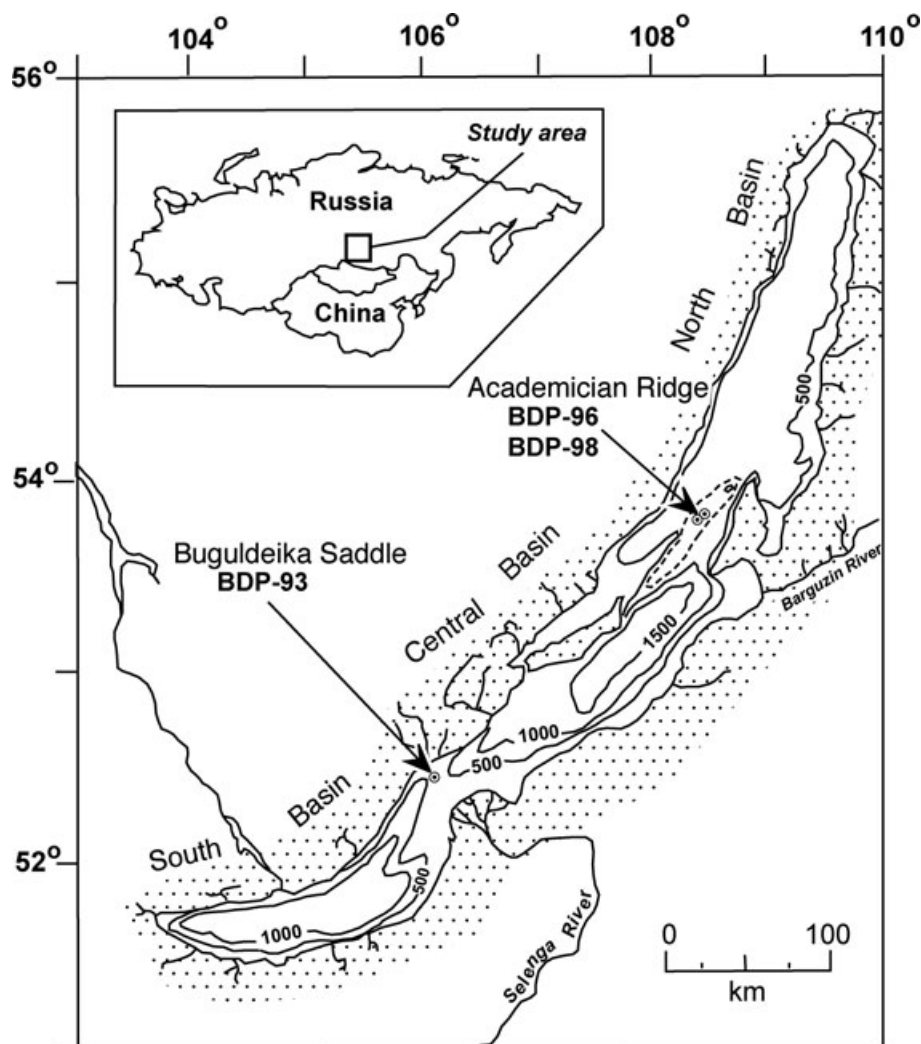 104°
106°
108°
110°
56°
Study area
Russia
China
North
Basin
500
Academician Ridge
BDP-96
BDP-98
54°
Buguldeika Saddle
BDP-93
Central
Basin
Barguzin River
1500
1000
500
South
Basin
52°
500
1000
Selenga River
0
100
km